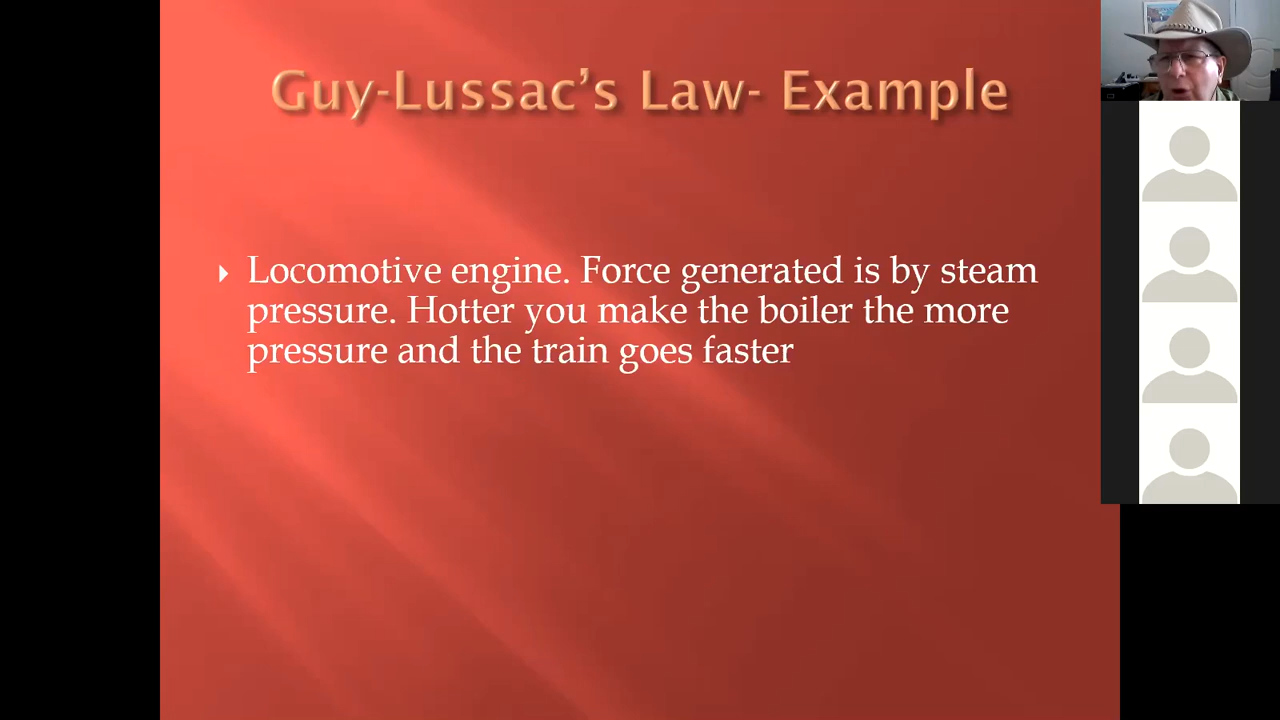 Guy-Lussac’s Law- Example
Locomotive engine. Force generated is by steam
pressure. Hotter you make the boiler the more
pressure and the train goes faster